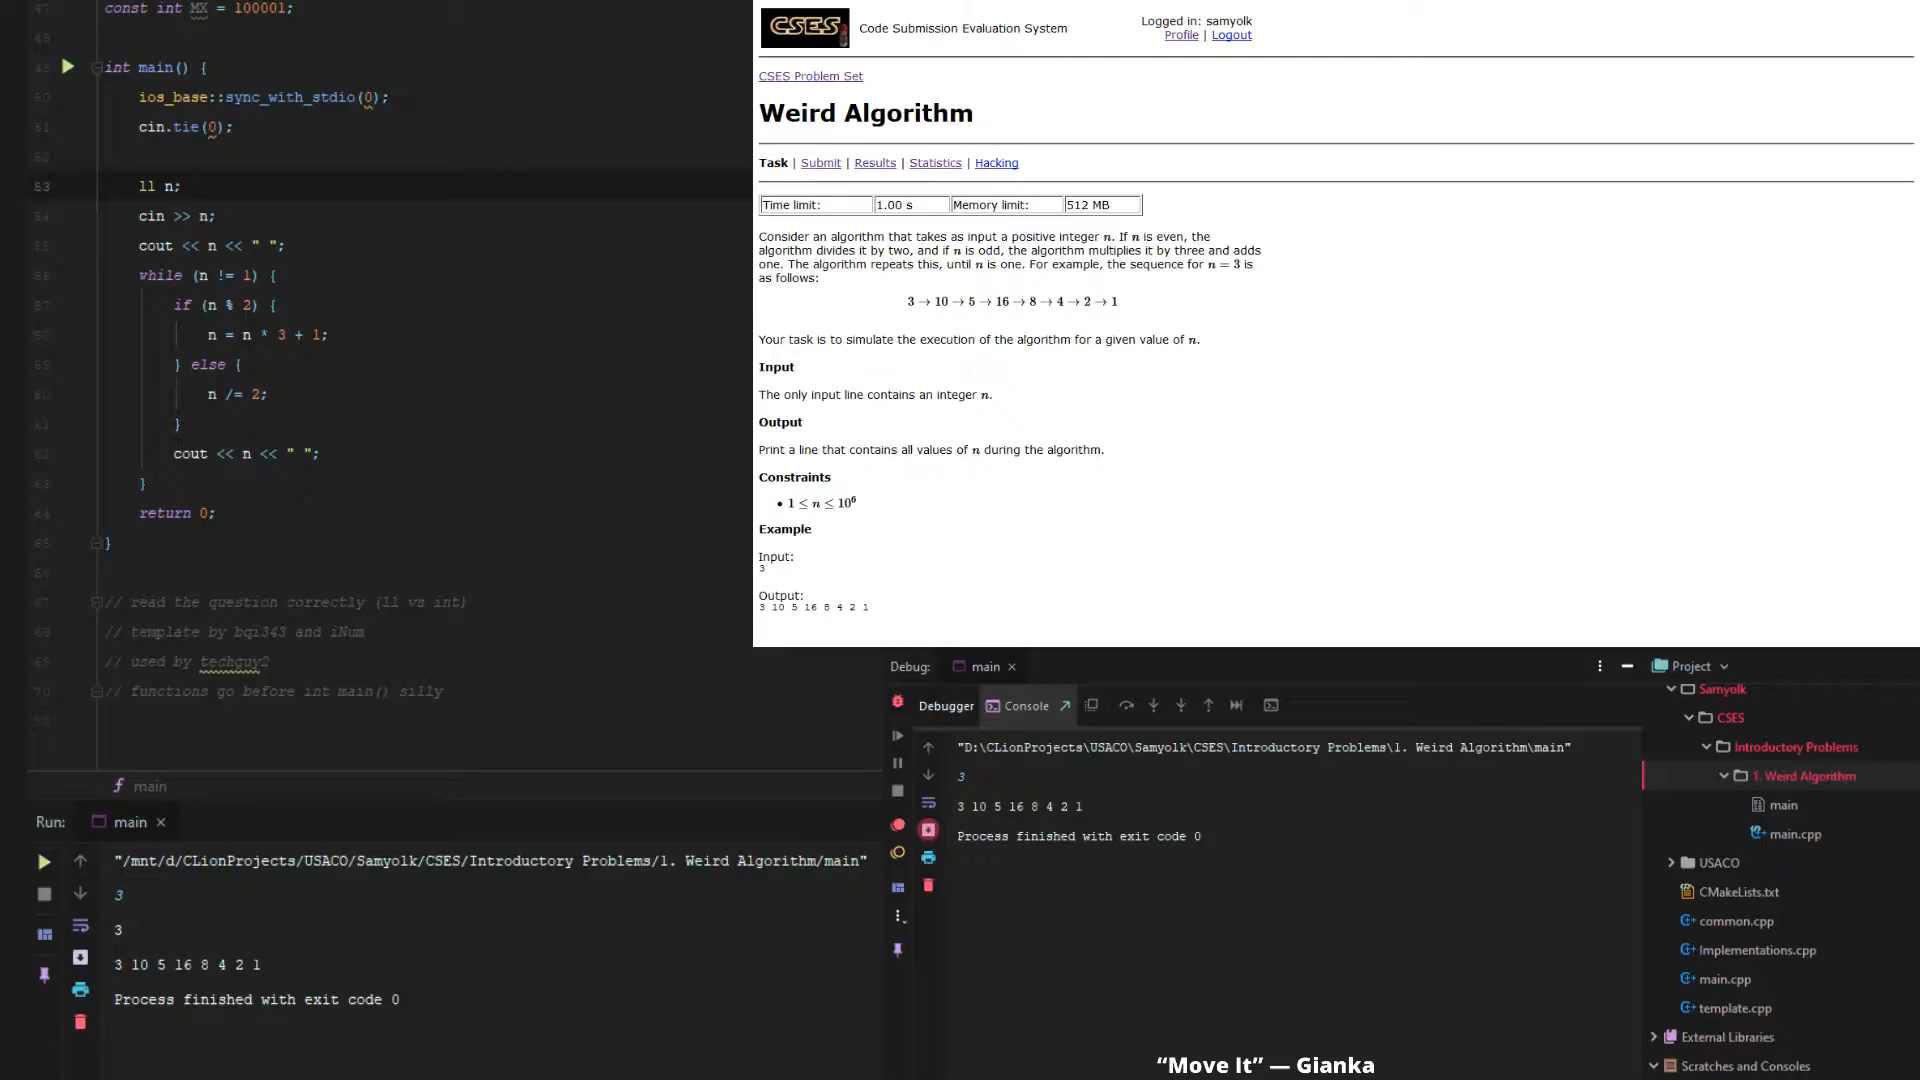 const int MX = 100001;
int main() {
ios_base::sync_with_stdio(0);
cin.tie(0);
53
ll n;
cin >> n;
cout << n << " ";
while (n != 1) {
if (n % 2) {
n = n * 3 + 1;
} else {
n /= 2;
}
cout << n << " ";
}
return 0;
}
// read the question correctly (ll vs int)
// template by bqi343 and iNum
// used by techguy2
// functions go before int main() silly
main
Run: main
"/mnt/d/CLionProjects/USACO/Samyolk/CSES/Introductory Problems/1. Weird Algorithm/main"
3
3
3 10 5 16 8 4 2 1
Process finished with exit code 0
CSES
Code Submission Evaluation System
Logged in: samyolk
Profile | Logout
CSES Problem Set
Weird Algorithm
Task | Submit | Results | Statistics | Hacking
Time limit: 1.00 s Memory limit: 512 MB
Consider an algorithm that takes as input a positive integer n. If n is even, the
algorithm divides it by two, and if n is odd, the algorithm multiplies it by three and adds
one. The algorithm repeats this, until n is one. For example, the sequence for n = 3 is
as follows:
3 → 10 → 5 → 16 → 8 → 4 → 2 → 1
Your task is to simulate the execution of the algorithm for a given value of n.
Input
The only input line contains an integer n.
Output
Print a line that contains all values of n during the algorithm.
Constraints
• 1 ≤ n ≤ 10⁶
Example
Input:
3
Output:
3 10 5 16 8 4 2 1
Debug: main
Debugger Console
"D:\CLionProjects\USACO\Samyolk\CSES\Introductory Problems\1. Weird Algorithm\main"
3
3 10 5 16 8 4 2 1
Process finished with exit code 0
Project
Samyolk
CSES
Introductory Problems
1. Weird Algorithm
main
main.cpp
USACO
CMakeLists.txt
common.cpp
Implementations.cpp
main.cpp
template.cpp
External Libraries
Scratches and Consoles
“Move It” — Gianka